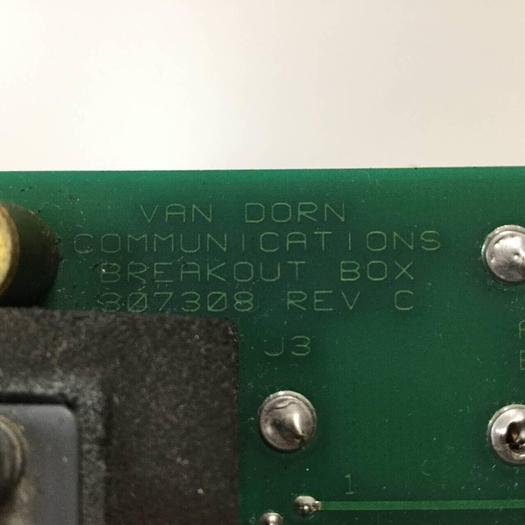 VAN DORN
COMMUNICATIONS
BREAKOUT BOX
307308 REV C
J3
1